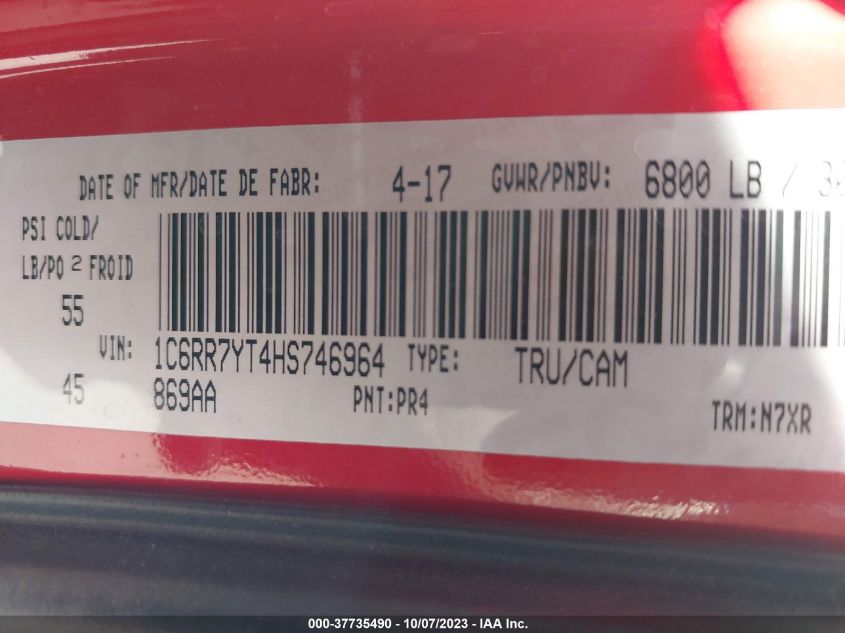 DATE OF MFR/DATE DE FABR: 4-17 GVWR/PNBV: 6800 LB /
PSI COLD/
LB/PO 2 FROID
55
VIN: 1C6RR7YT4HS746964 TYPE: TRU/CAM
45 869AA PNT:PR4 TRM:N7XR
000-37735490 - 10/07/2023 - IAA Inc.